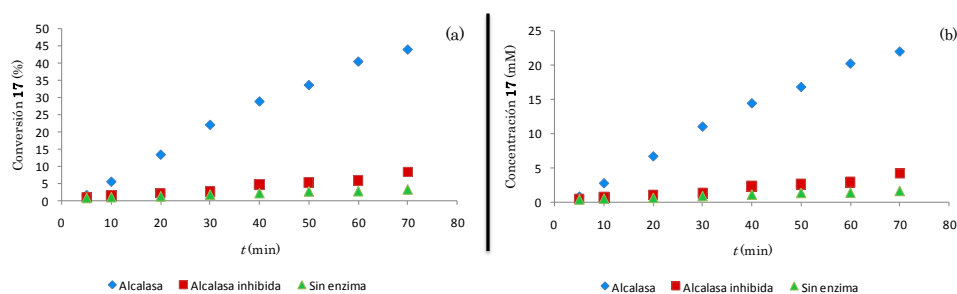 (a)
Conversión 17 (%)
50
45
40
35
30
25
20
15
10
5
0
0 10 20 30 40 50 60 70 80
t (min)
Alcalasa Alcalasa inhibida Sin enzima
(b)
Concentración 17 (mM)
25
20
15
10
5
0
0 10 20 30 40 50 60 70 80
t (min)
Alcalasa Alcalasa inhibida Sin enzima